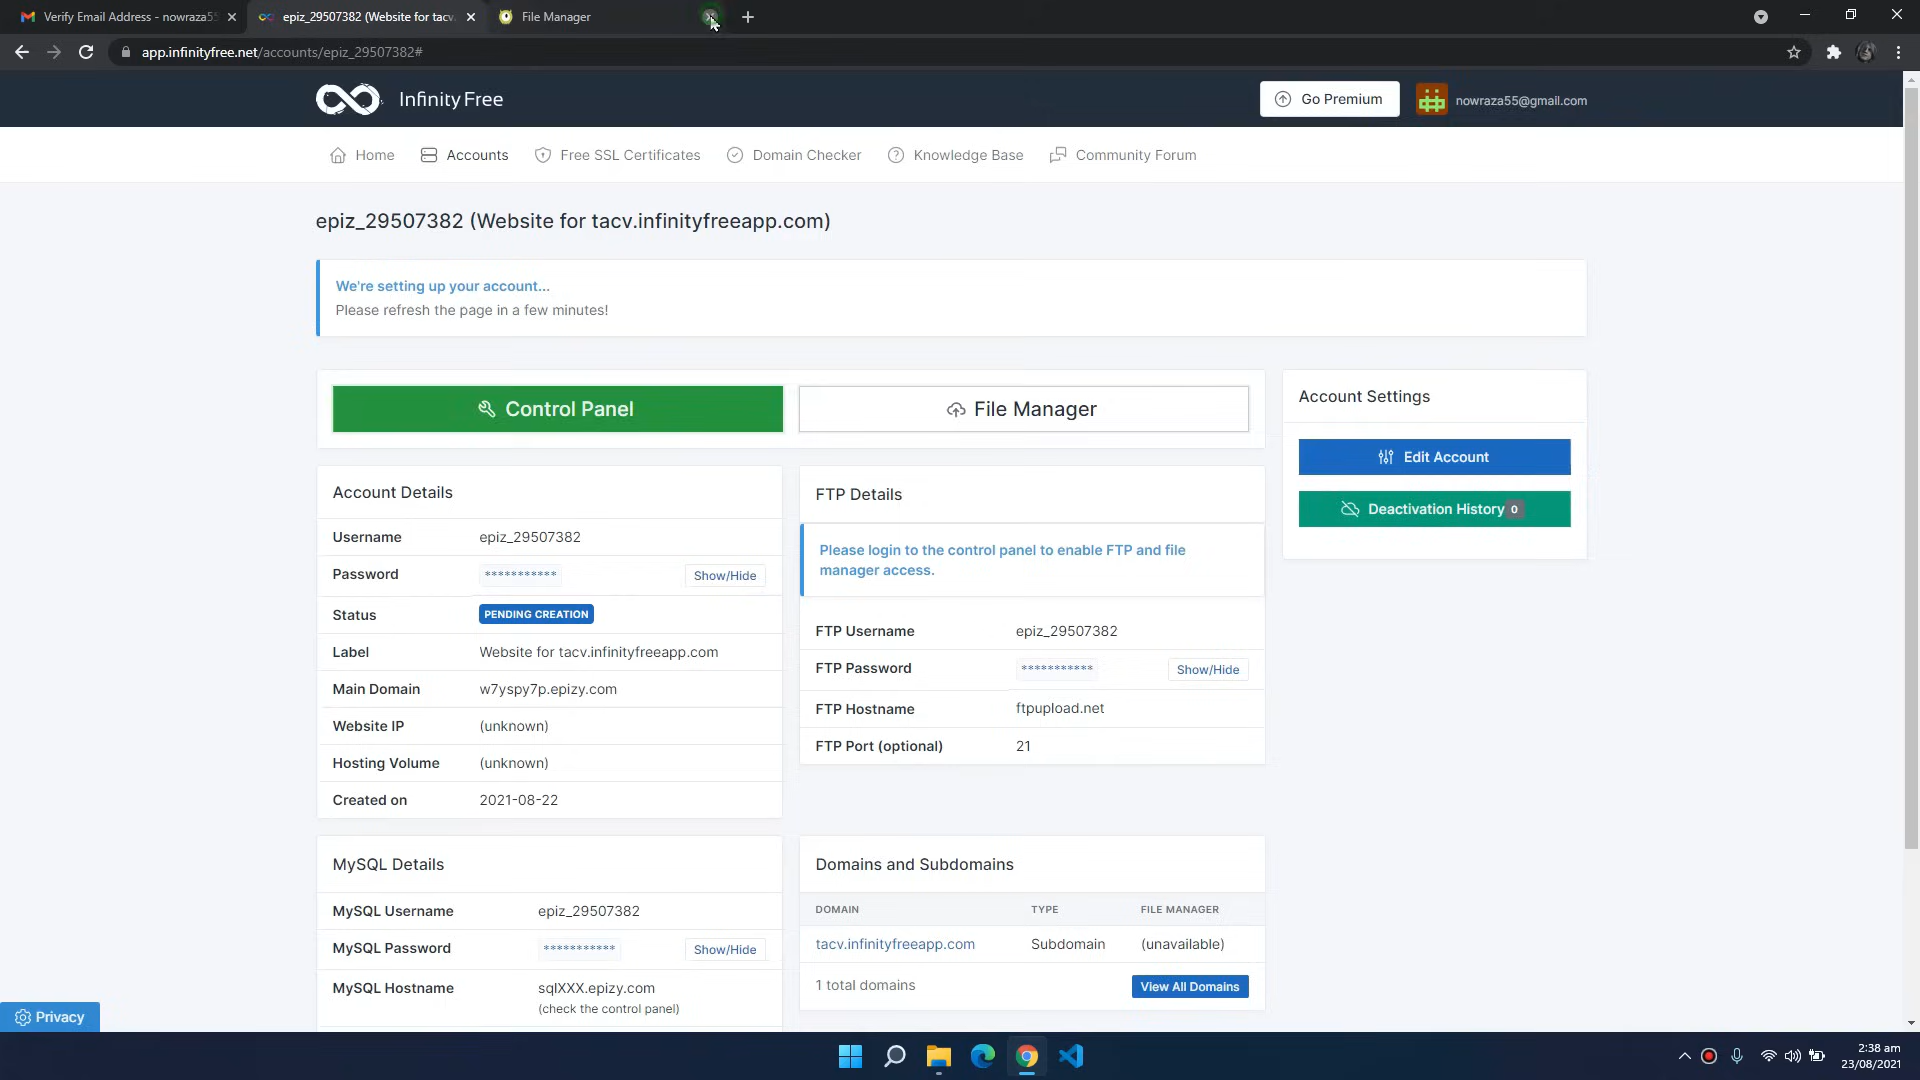 Verify Email Address - nowraza55
epiz_29507382 (Website for tacv.
File Manager
app.infinityfree.net/accounts/epiz_29507382#
Infinity Free
Go Premium
nowraza55@gmail.com
Home
Accounts
Free SSL Certificates
Domain Checker
Knowledge Base
Community Forum
epiz_29507382 (Website for tacv.infinityfreeapp.com)
We're setting up your account...
Please refresh the page in a few minutes!
Control Panel
File Manager
Account Settings
Edit Account
Deactivation History 0
Account Details
Username epiz_29507382
Password *********** Show/Hide
Status PENDING CREATION
Label Website for tacv.infinityfreeapp.com
Main Domain w7yspy7p.epizy.com
Website IP (unknown)
Hosting Volume (unknown)
Created on 2021-08-22
FTP Details
Please login to the control panel to enable FTP and file
manager access.
FTP Username epiz_29507382
FTP Password *********** Show/Hide
FTP Hostname ftpupload.net
FTP Port (optional) 21
MySQL Details
MySQL Username epiz_29507382
MySQL Password *********** Show/Hide
MySQL Hostname sqlXXX.epizy.com
(check the control panel)
Domains and Subdomains
DOMAIN TYPE FILE MANAGER
tacv.infinityfreeapp.com Subdomain (unavailable)
1 total domains View All Domains
Privacy
2:38 am
23/08/2021